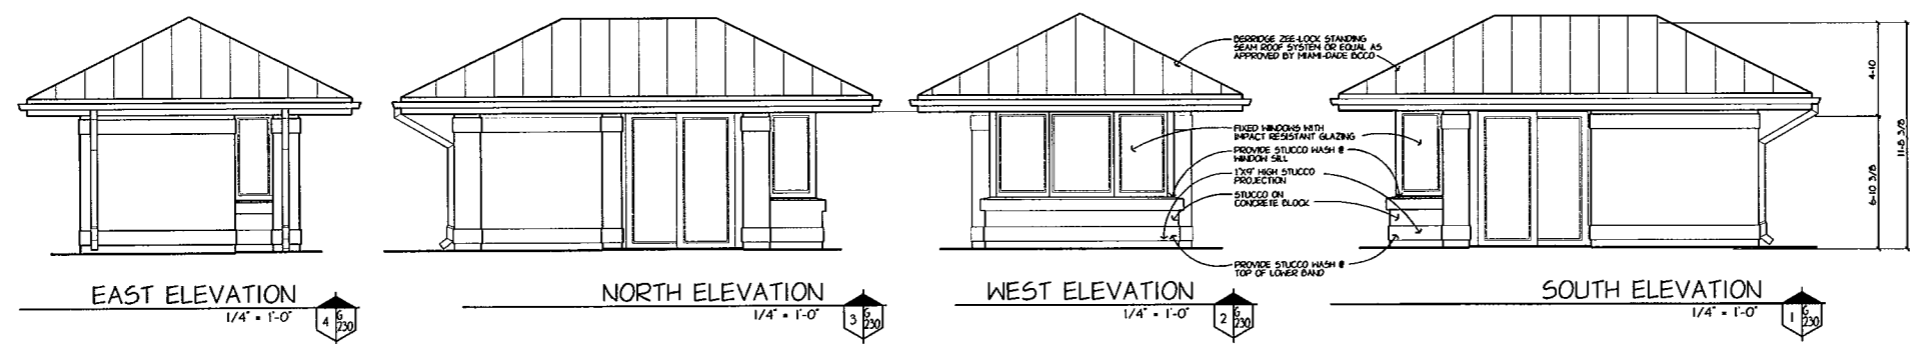 BERRIDGE ZEE-LOCK STANDING
SEAM ROOF SYSTEM OR EQUAL AS
APPROVED BY MIAMI-DADE BCCO
FIXED WINDOWS WITH
IMPACT RESISTANT GLAZING
PROVIDE STUCCO WASH @
WINDOW SILL
1"X9" HIGH STUCCO
PROJECTION
STUCCO ON
CONCRETE BLOCK
PROVIDE STUCCO WASH @
TOP OF LOWER BAND
4-10
6-10 3/8
11-8 3/8
EAST ELEVATION
1/4" = 1'-0"
4
G
230
NORTH ELEVATION
1/4" = 1'-0"
3
G
230
WEST ELEVATION
1/4" = 1'-0"
2
G
230
SOUTH ELEVATION
1/4" = 1'-0"
1
G
230